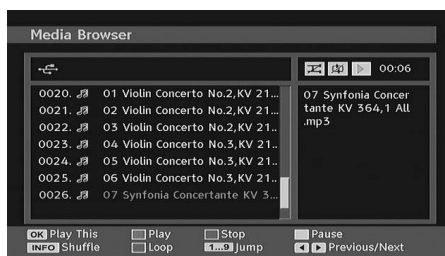 Media Browser
00:06
0020. 01 Violin Concerto No.2,KV 21...
0021. 02 Violin Concerto No.2,KV 21..
0022. 03 Violin Concerto No.2,KV 21..
0023. 04 Violin Concerto No.3,KV 21..
0024. 05 Violin Concerto No.3,KV 21..
0025. 06 Violin Concerto No.3,KV 21..
0026. 07 Synfonia Concertante KV 3...
07 Synfonia Concer
tante KV 364,1 All
.mp3
OK Play This Play Stop Pause
INFO Shuffle Loop 1...9 Jump Previous/Next